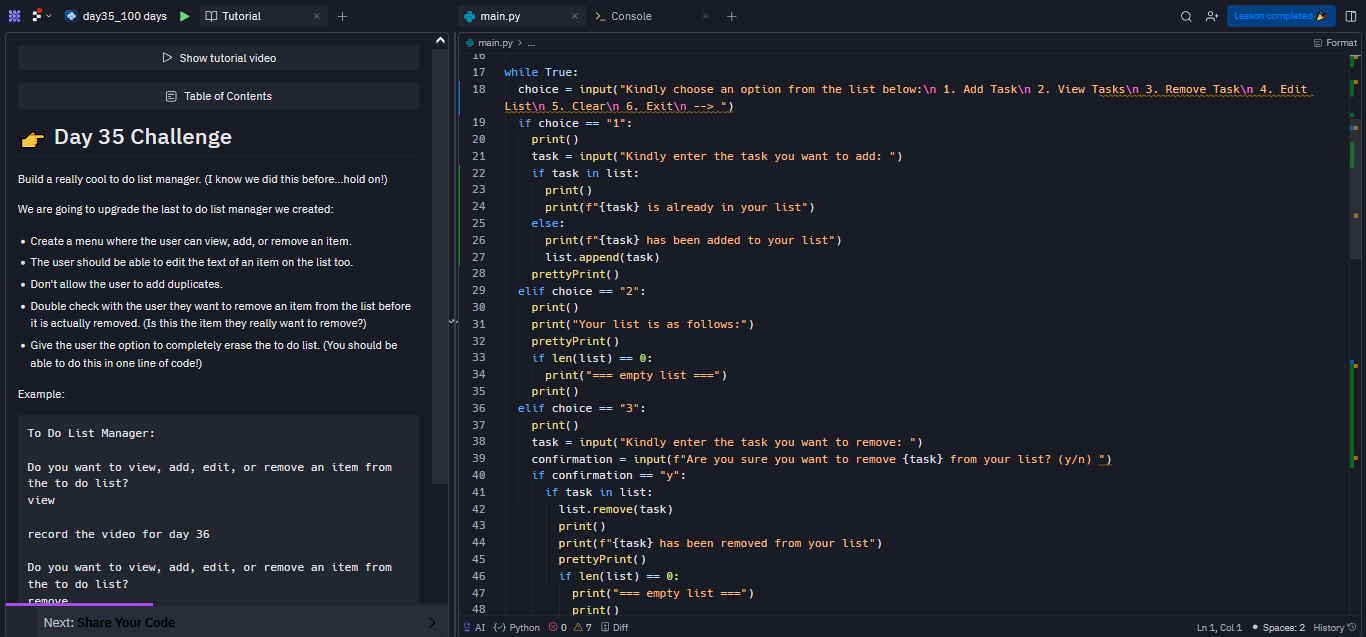 day35_100 days
Tutorial
main.py
Console
Lesson completed 🎉
Show tutorial video
Table of Contents
👉 Day 35 Challenge
Build a really cool to do list manager. (I know we did this before...hold on!)
We are going to upgrade the last to do list manager we created:
• Create a menu where the user can view, add, or remove an item.
• The user should be able to edit the text of an item on the list too.
• Don't allow the user to add duplicates.
• Double check with the user they want to remove an item from the list before
it is actually removed. (Is this the item they really want to remove?)
• Give the user the option to completely erase the to do list. (You should be
able to do this in one line of code!)
Example:
To Do List Manager:
Do you want to view, add, edit, or remove an item from
the to do list?
view
record the video for day 36
Do you want to view, add, edit, or remove an item from
the to do list?
remove
Next: Share Your Code
main.py > ...
Format
16
17 while True:
18 choice = input("Kindly choose an option from the list below:\n 1. Add Task\n 2. View Tasks\n 3. Remove Task\n 4. Edit
List\n 5. Clear\n 6. Exit\n --> ")
19 if choice == "1":
20 print()
21 task = input("Kindly enter the task you want to add: ")
22 if task in list:
23 print()
24 print(f"{task} is already in your list")
25 else:
26 print(f"{task} has been added to your list")
27 list.append(task)
28 prettyPrint()
29 elif choice == "2":
30 print()
31 print("Your list is as follows:")
32 prettyPrint()
33 if len(list) == 0:
34 print("=== empty list ===")
35 print()
36 elif choice == "3":
37 print()
38 task = input("Kindly enter the task you want to remove: ")
39 confirmation = input(f"Are you sure you want to remove {task} from your list? (y/n) ")
40 if confirmation == "y":
41 if task in list:
42 list.remove(task)
43 print()
44 print(f"{task} has been removed from your list")
45 prettyPrint()
46 if len(list) == 0:
47 print("=== empty list ===")
48 print()
AI Python 0 7 Diff
Ln 1, Col 1 • Spaces: 2 History